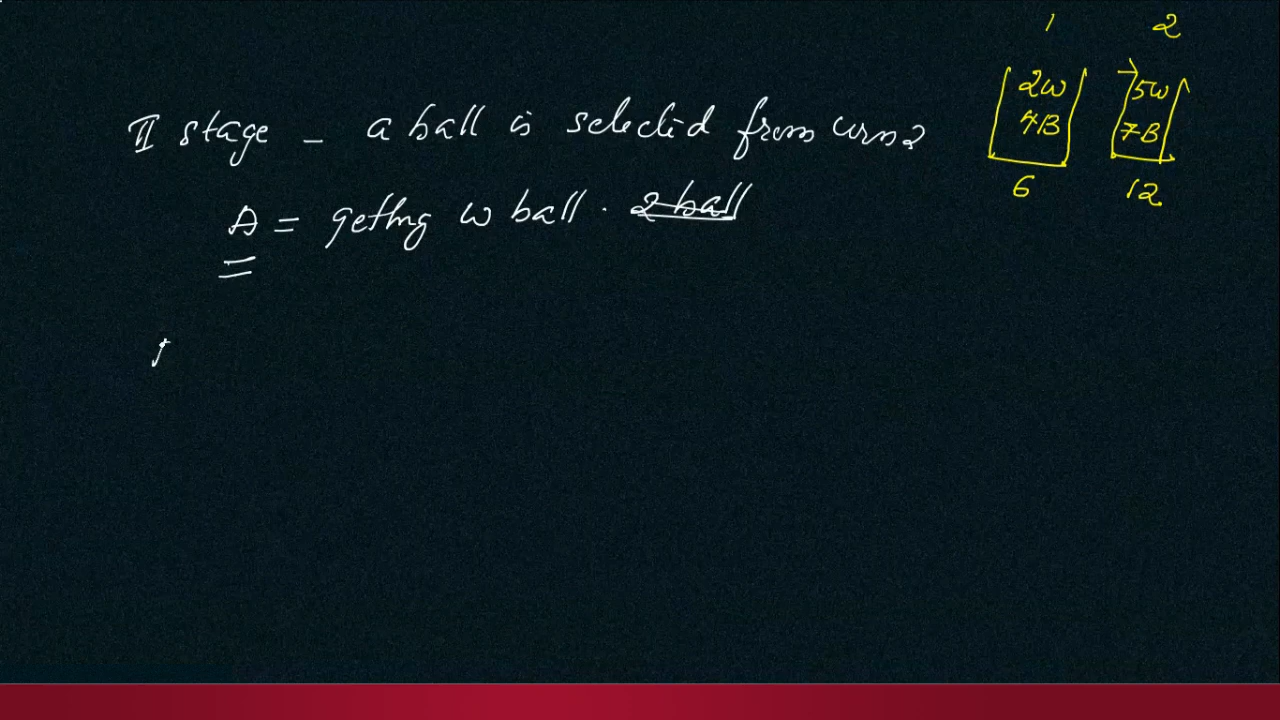 1 2
2W 5W
4B 7B
6 12
II stage - a ball is selected from urn 2
A = getting w ball . 2 ball